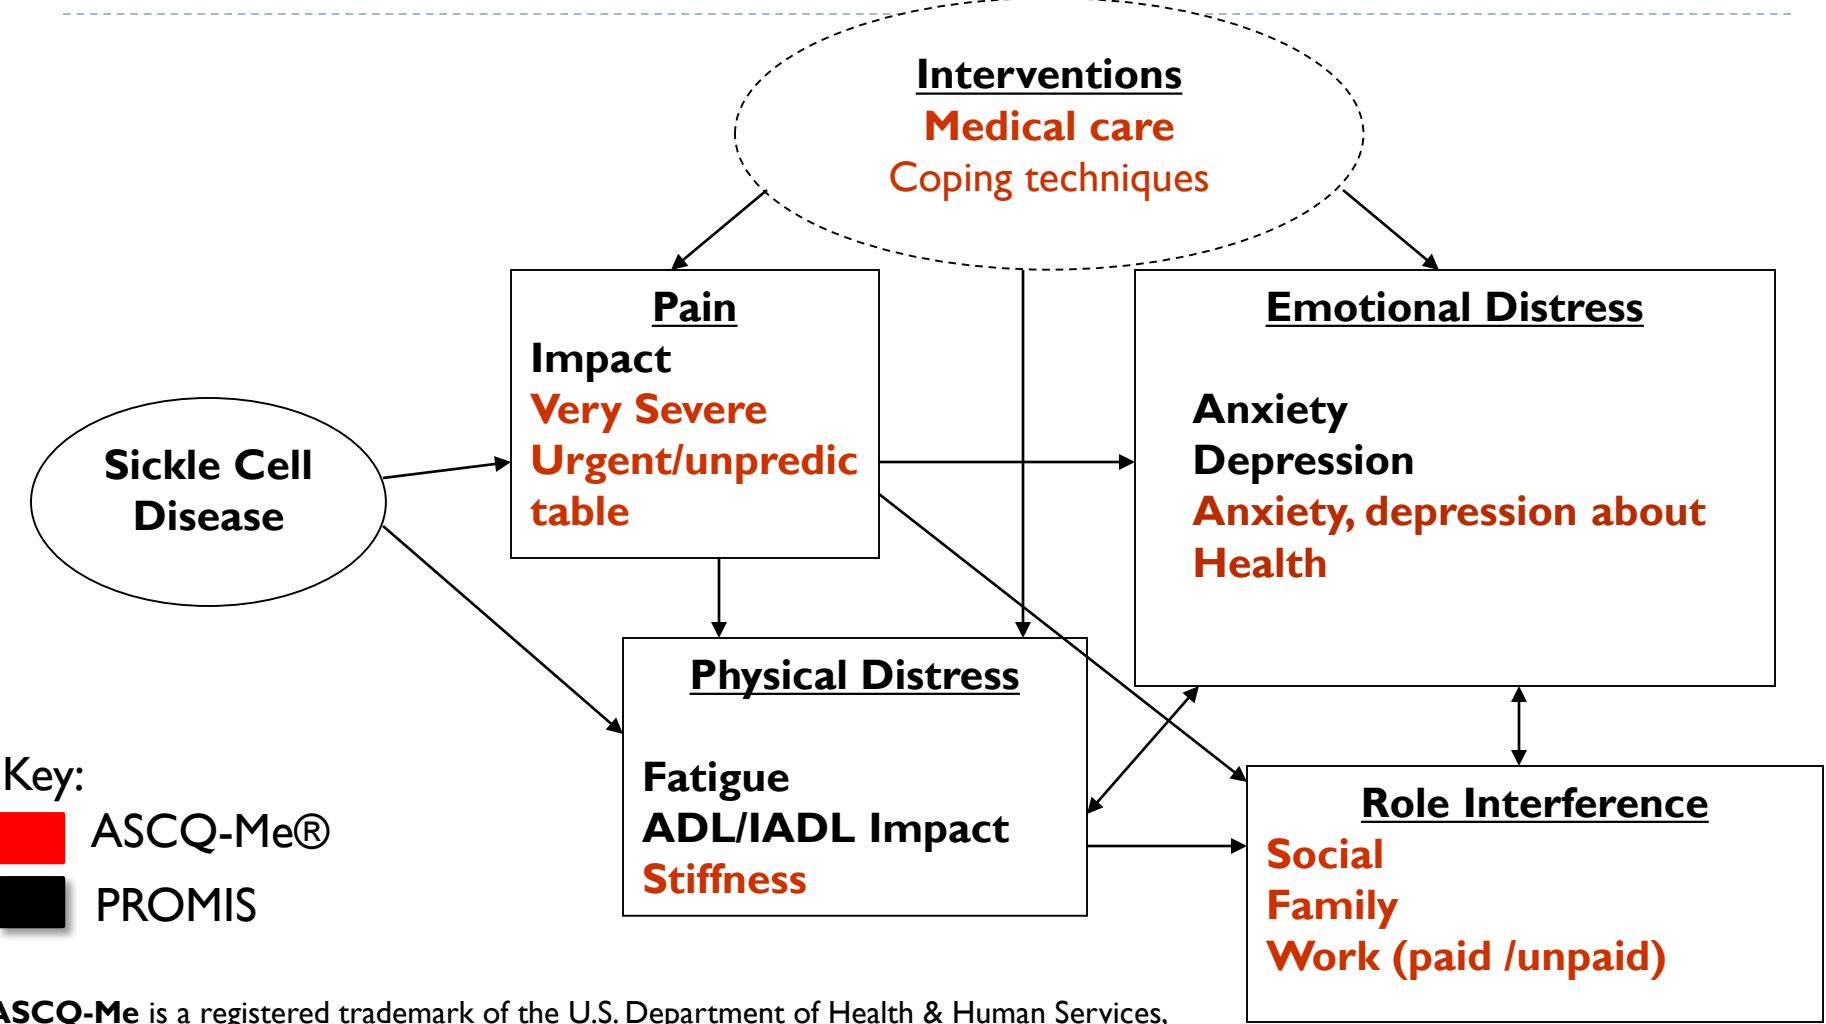 Interventions
Medical care
Coping techniques
Pain
Impact
Very Severe
Urgent/unpredic
table
Emotional Distress
Anxiety
Depression
Anxiety, depression about
Health
Sickle Cell
Disease
Physical Distress
Fatigue
ADL/IADL Impact
Stiffness
Role Interference
Social
Family
Work (paid /unpaid)
Key:
ASCQ-Me®
PROMIS
ASCQ-Me is a registered trademark of the U.S. Department of Health & Human Services,